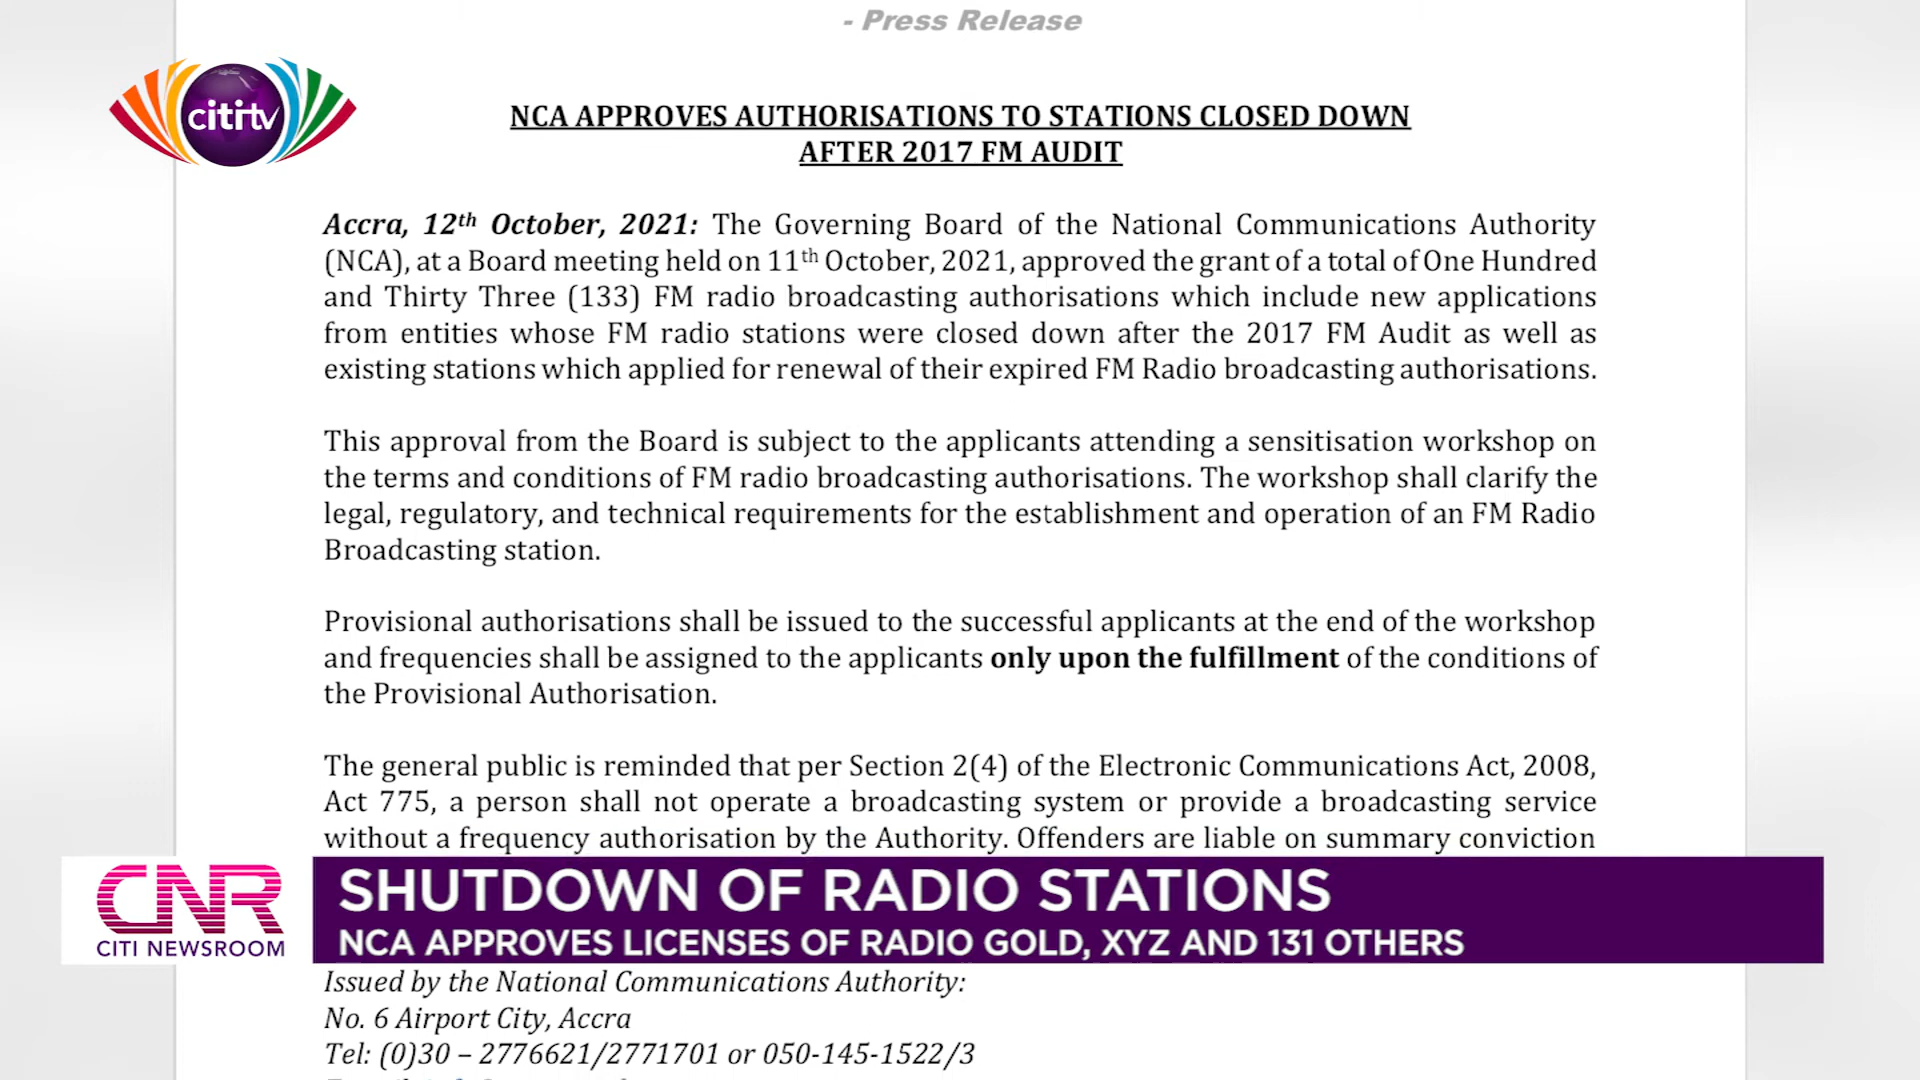 - Press Release
cititv
NCA APPROVES AUTHORISATIONS TO STATIONS CLOSED DOWN
AFTER 2017 FM AUDIT
Accra, 12th October, 2021: The Governing Board of the National Communications Authority
(NCA), at a Board meeting held on 11th October, 2021, approved the grant of a total of One Hundred
and Thirty Three (133) FM radio broadcasting authorisations which include new applications
from entities whose FM radio stations were closed down after the 2017 FM Audit as well as
existing stations which applied for renewal of their expired FM Radio broadcasting authorisations.
This approval from the Board is subject to the applicants attending a sensitisation workshop on
the terms and conditions of FM radio broadcasting authorisations. The workshop shall clarify the
legal, regulatory, and technical requirements for the establishment and operation of an FM Radio
Broadcasting station.
Provisional authorisations shall be issued to the successful applicants at the end of the workshop
and frequencies shall be assigned to the applicants only upon the fulfillment of the conditions of
the Provisional Authorisation.
The general public is reminded that per Section 2(4) of the Electronic Communications Act, 2008,
Act 775, a person shall not operate a broadcasting system or provide a broadcasting service
without a frequency authorisation by the Authority. Offenders are liable on summary conviction
CNR
CITI NEWSROOM
SHUTDOWN OF RADIO STATIONS
NCA APPROVES LICENSES OF RADIO GOLD, XYZ AND 131 OTHERS
Issued by the National Communications Authority:
No. 6 Airport City, Accra
Tel: (0)30 – 2776621/2771701 or 050-145-1522/3